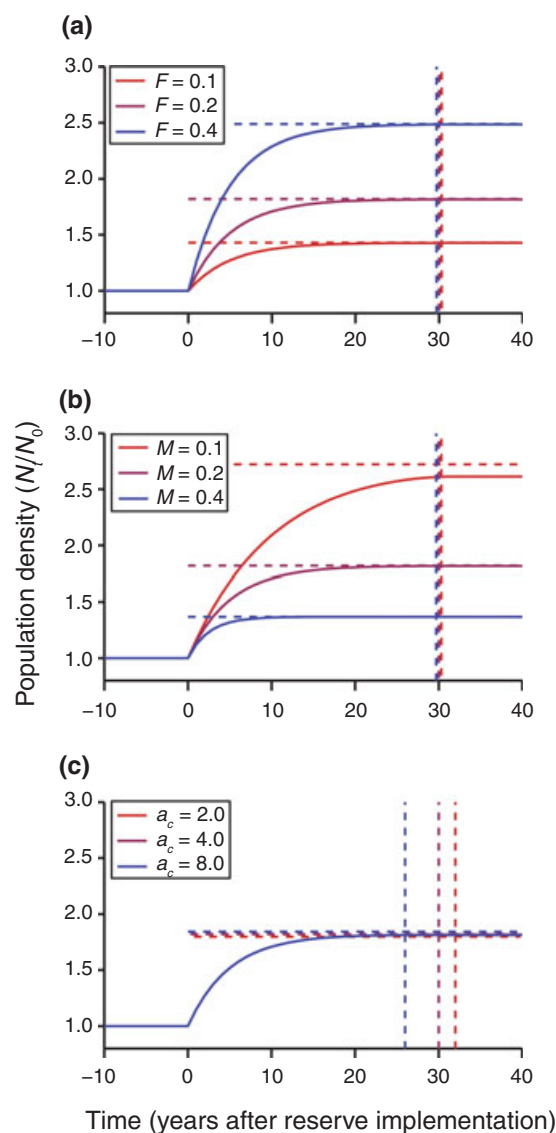 (a)
3.0
F = 0.1
F = 0.2
F = 0.4
2.5
2.0
1.5
1.0
−10 0 10 20 30 40
(b)
3.0
M = 0.1
M = 0.2
M = 0.4
2.5
2.0
1.5
1.0
−10 0 10 20 30 40
Population density (Nt/N0)
(c)
3.0
ac = 2.0
ac = 4.0
ac = 8.0
2.5
2.0
1.5
1.0
−10 0 10 20 30 40
Time (years after reserve implementation)